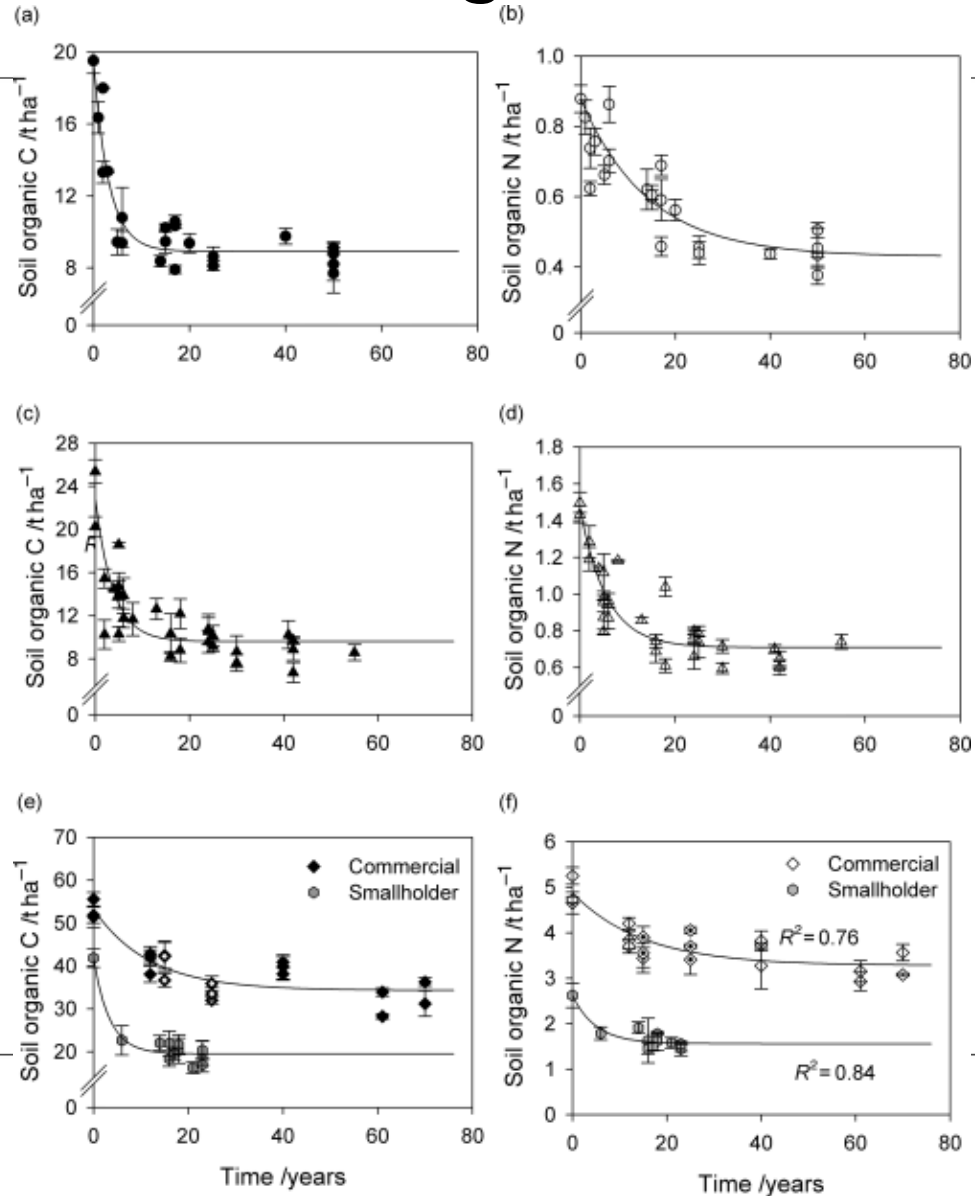 (a)
Soil organic C /t ha⁻¹
20
16
12
8
0
0 20 40 60 80
(b)
Soil organic N /t ha⁻¹
1.0
0.8
0.6
0.4
0
0 20 40 60 80
(c)
Soil organic C /t ha⁻¹
28
24
20
16
12
8
0
0 20 40 60 80
(d)
Soil organic N /t ha⁻¹
1.8
1.6
1.4
1.2
1.0
0.8
0.6
0
0 20 40 60 80
(e)
Soil organic C /t ha⁻¹
70
60
50
40
30
20
0
Commercial
Smallholder
0 20 40 60 80
Time /years
(f)
Soil organic N /t ha⁻¹
6
5
4
3
2
1
0
Commercial
Smallholder
R²=0.76
R²=0.84
0 20 40 60 80
Time /years